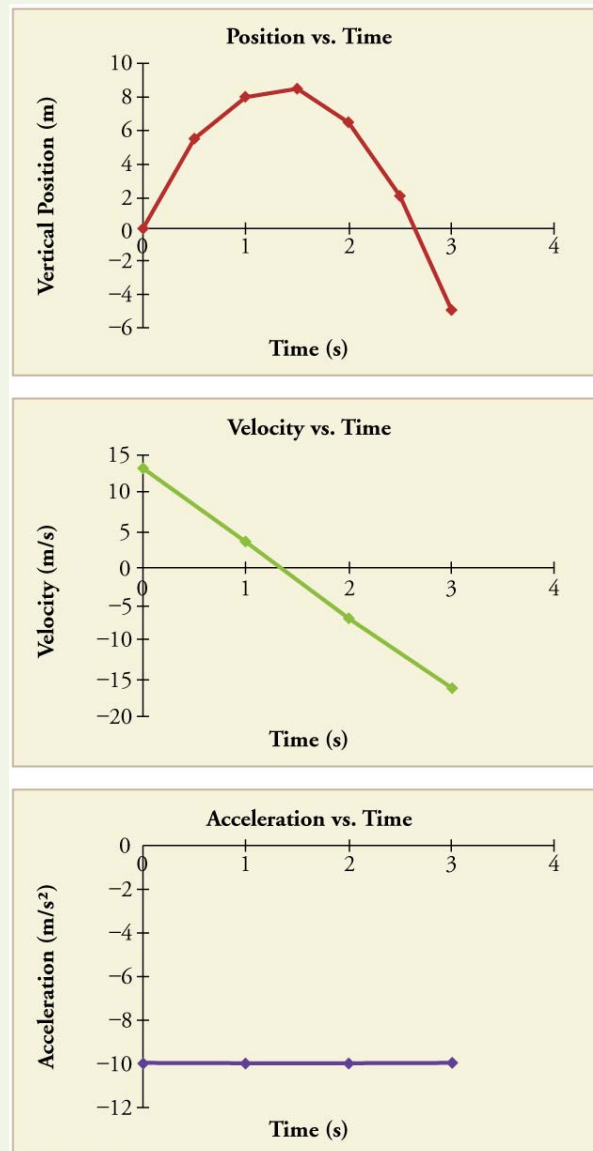 Position vs. Time
10
8
6
4
2
0
−2
−4
−6
0 1 2 3 4
Vertical Position (m)
Time (s)
Velocity vs. Time
15
10
5
0
−5
−10
−15
−20
0 1 2 3 4
Velocity (m/s)
Time (s)
Acceleration vs. Time
0
−2
−4
−6
−8
−10
−12
0 1 2 3 4
Acceleration (m/s²)
Time (s)